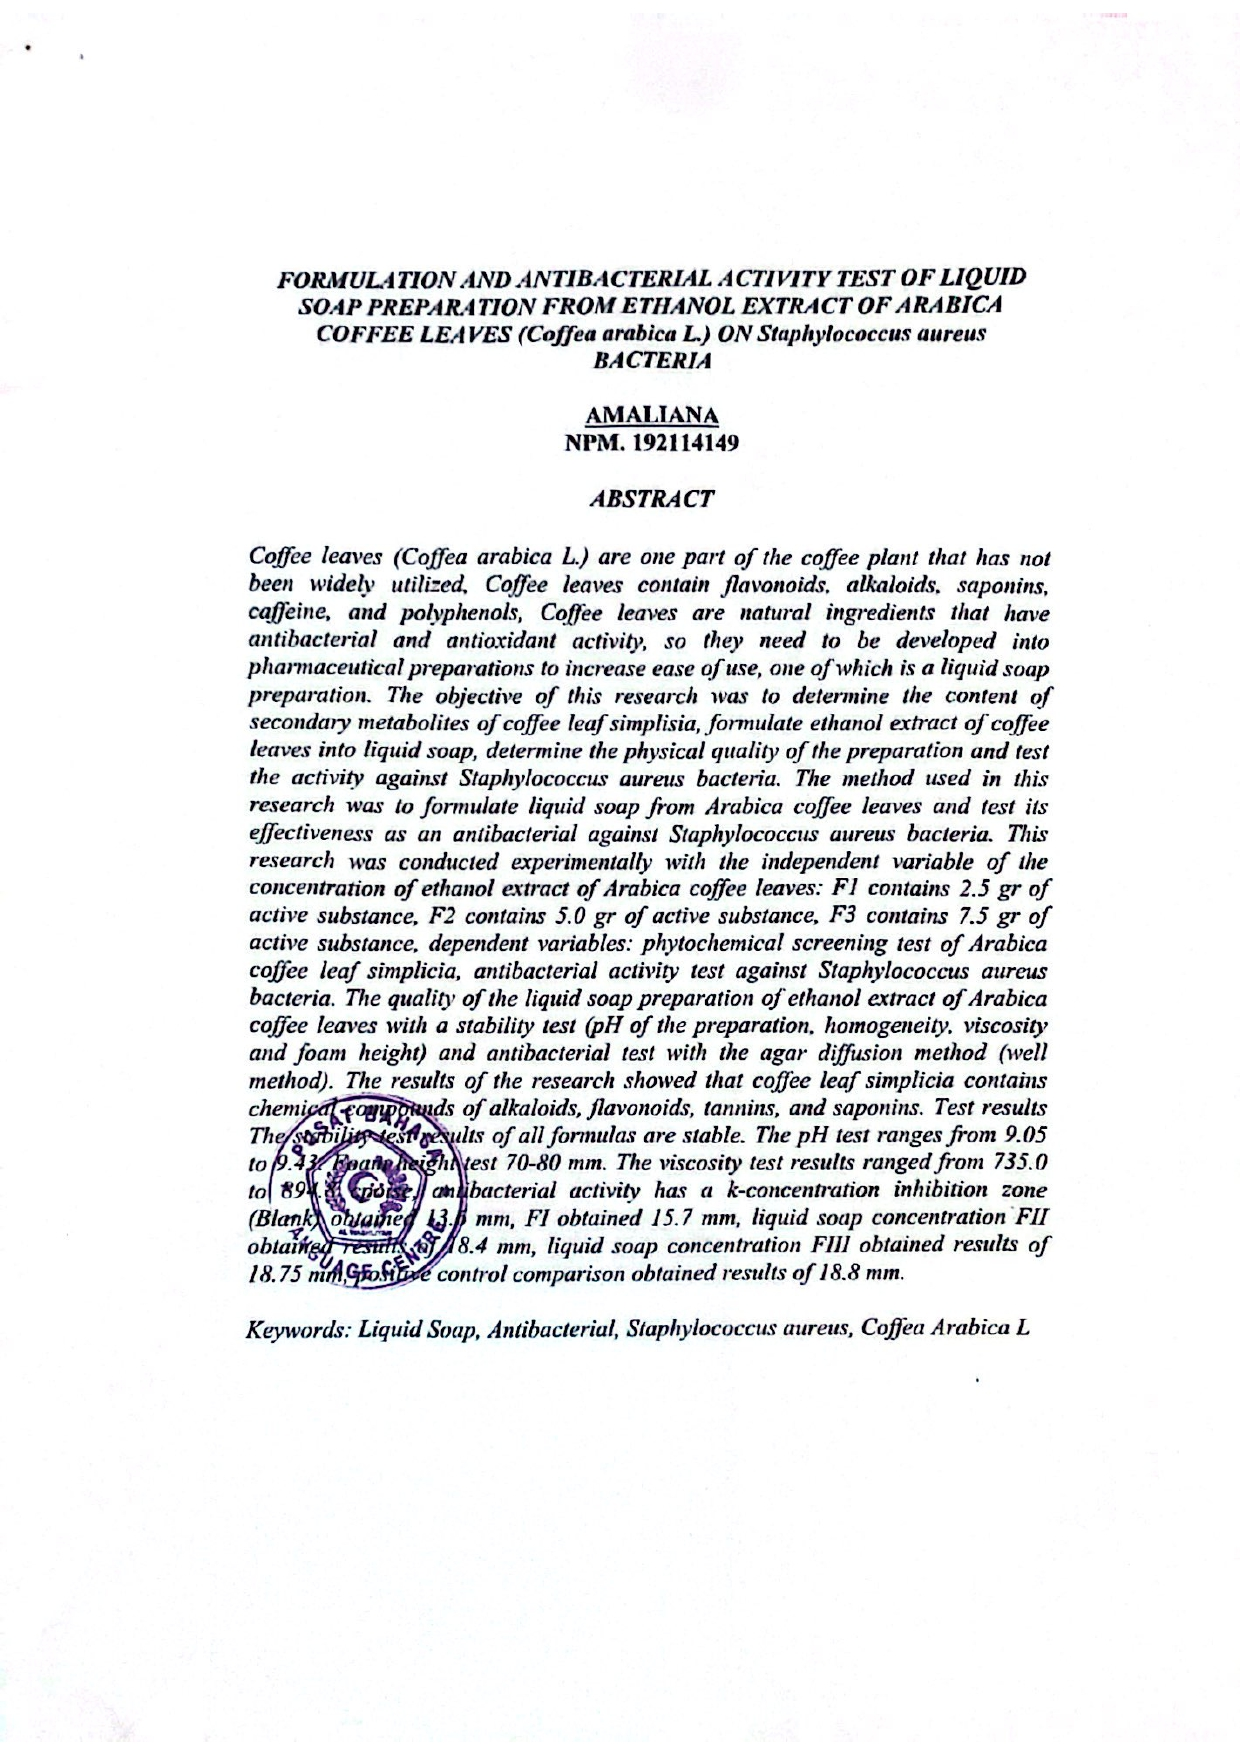 FORMULATION AND ANTIBACTERIAL ACTIVITY TEST OF LIQUID
SOAP PREPARATION FROM ETHANOL EXTRACT OF ARABICA
COFFEE LEAVES (Coffea arabica L.) ON Staphylococcus aureus
BACTERIA
AMALIANA
NPM. 192114149
ABSTRACT
Coffee leaves (Coffea arabica L.) are one part of the coffee plant that has not
been widely utilized, Coffee leaves contain flavonoids, alkaloids, saponins,
caffeine, and polyphenols, Coffee leaves are natural ingredients that have
antibacterial and antioxidant activity, so they need to be developed into
pharmaceutical preparations to increase ease of use, one of which is a liquid soap
preparation. The objective of this research was to determine the content of
secondary metabolites of coffee leaf simplisia, formulate ethanol extract of coffee
leaves into liquid soap, determine the physical quality of the preparation and test
the activity against Staphylococcus aureus bacteria. The method used in this
research was to formulate liquid soap from Arabica coffee leaves and test its
effectiveness as an antibacterial against Staphylococcus aureus bacteria. This
research was conducted experimentally with the independent variable of the
concentration of ethanol extract of Arabica coffee leaves: F1 contains 2.5 gr of
active substance, F2 contains 5.0 gr of active substance, F3 contains 7.5 gr of
active substance, dependent variables: phytochemical screening test of Arabica
coffee leaf simplicia, antibacterial activity test against Staphylococcus aureus
bacteria. The quality of the liquid soap preparation of ethanol extract of Arabica
coffee leaves with a stability test (pH of the preparation, homogeneity, viscosity
and foam height) and antibacterial test with the agar diffusion method (well
method). The results of the research showed that coffee leaf simplicia contains
chemical compounds of alkaloids, flavonoids, tannins, and saponins. Test results
The stability test results of all formulas are stable. The pH test ranges from 9.05
to 9.43. Foam height test 70-80 mm. The viscosity test results ranged from 735.0
to antibacterial activity has a k-concentration inhibition zone
(Blank) obtained mm, FI obtained 15.7 mm, liquid soap concentration FII
obtained results of 18.4 mm, liquid soap concentration FIII obtained results of
18.75 mm, positive control comparison obtained results of 18.8 mm.
PUSAT BAHASA
LANGUAGE CENTRE
Keywords: Liquid Soap, Antibacterial, Staphylococcus aureus, Coffea Arabica L